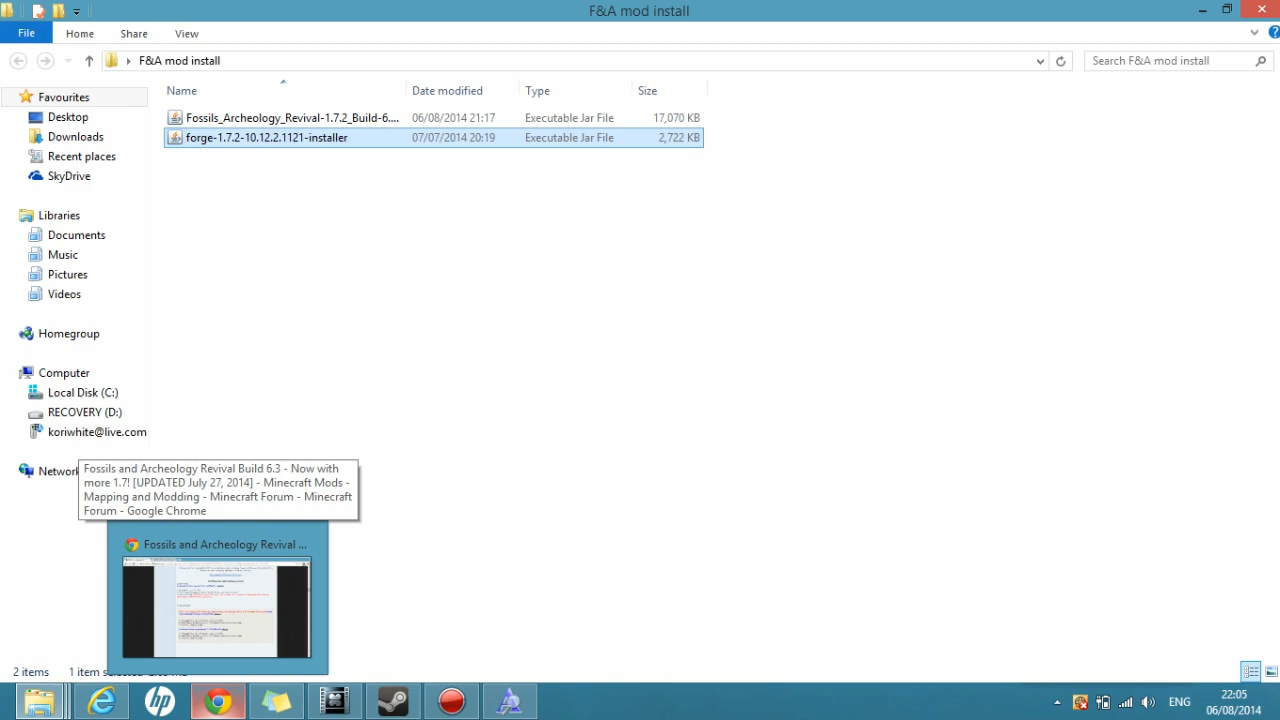 F&A mod install
File Home Share View
F&A mod install
Search F&A mod install
Name Date modified Type Size
Favourites
Desktop
Downloads
Recent places
SkyDrive
Libraries
Documents
Music
Pictures
Videos
Homegroup
Computer
Local Disk (C:)
RECOVERY (D:)
koriwhite@live.com
Network
Fossils_Archeology_Revival-1.7.2_Build-6.... 06/08/2014 21:17 Executable Jar File 17,070 KB
forge-1.7.2-10.12.2.1121-installer 07/07/2014 20:19 Executable Jar File 2,722 KB
Fossils and Archeology Revival Build 6.3 - Now with
more 1.7! [UPDATED July 27, 2014] - Minecraft Mods -
Mapping and Modding - Minecraft Forum - Minecraft
Forum - Google Chrome
Fossils and Archeology Revival ...
2 items 1 item selected
ENG
22:05
06/08/2014